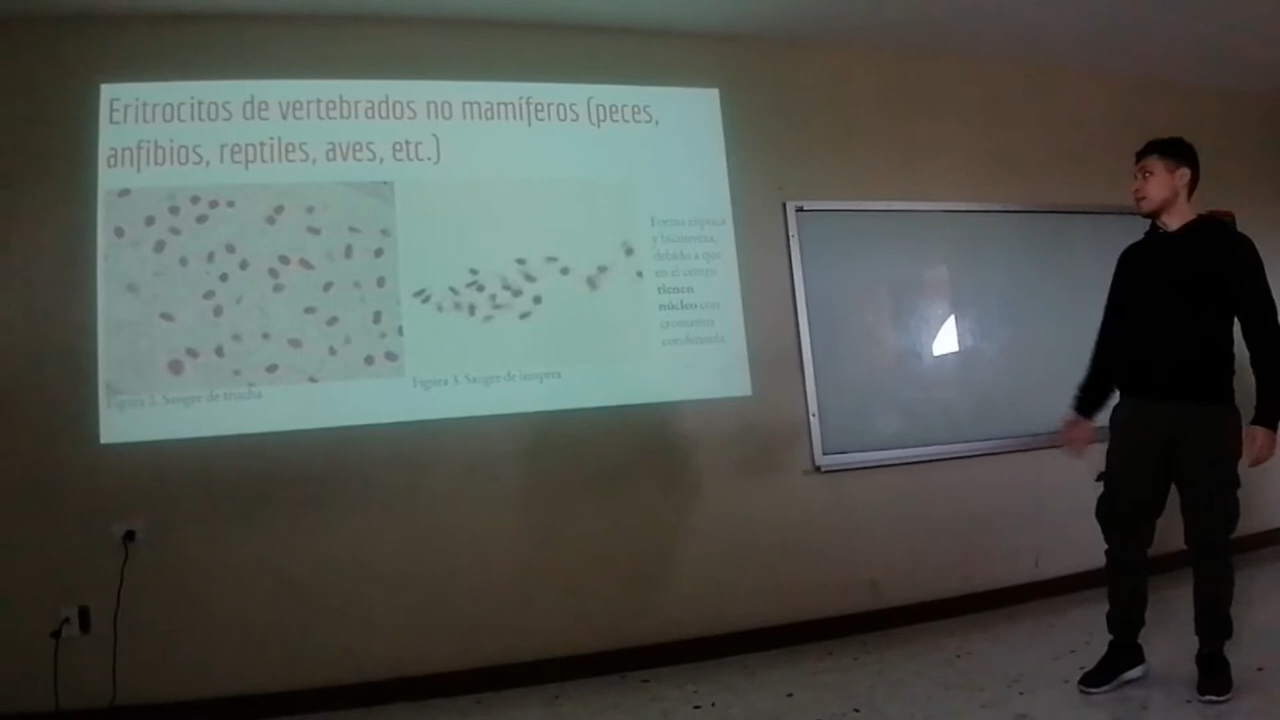 Eritrocitos de vertebrados no mamíferos (peces,
anfibios, reptiles, aves, etc.)
Forma elíptica
y biconvexa,
debido a que
en el centro
tienen
núcleo con
cromatina
condensada
Figura 2. Sangre de trucha
Figura 3. Sangre de lamprea